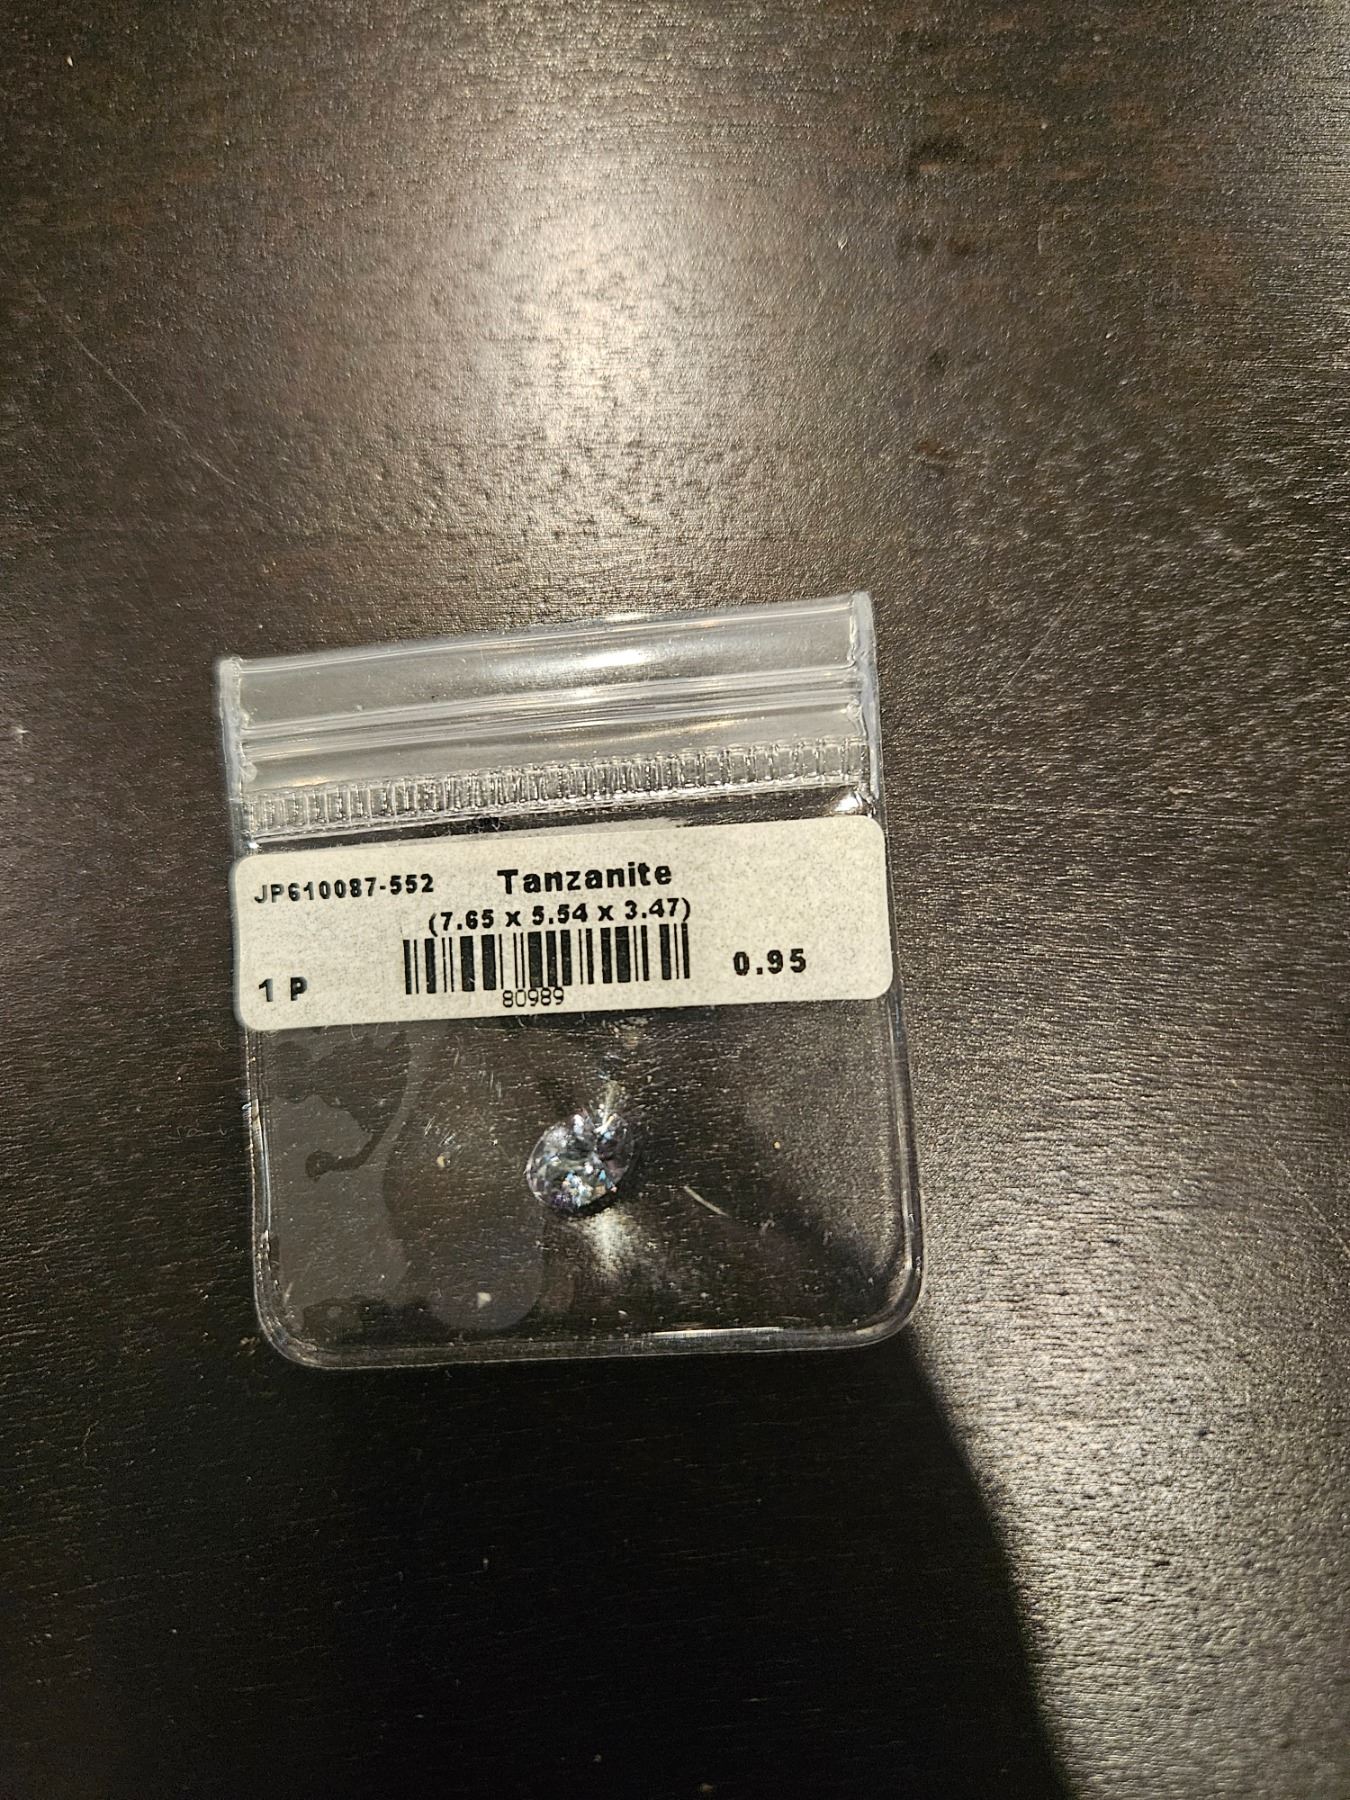 JP610087-552 Tanzanite
(7.65 x 5.54 x 3.47)
1 P 0.95
80989